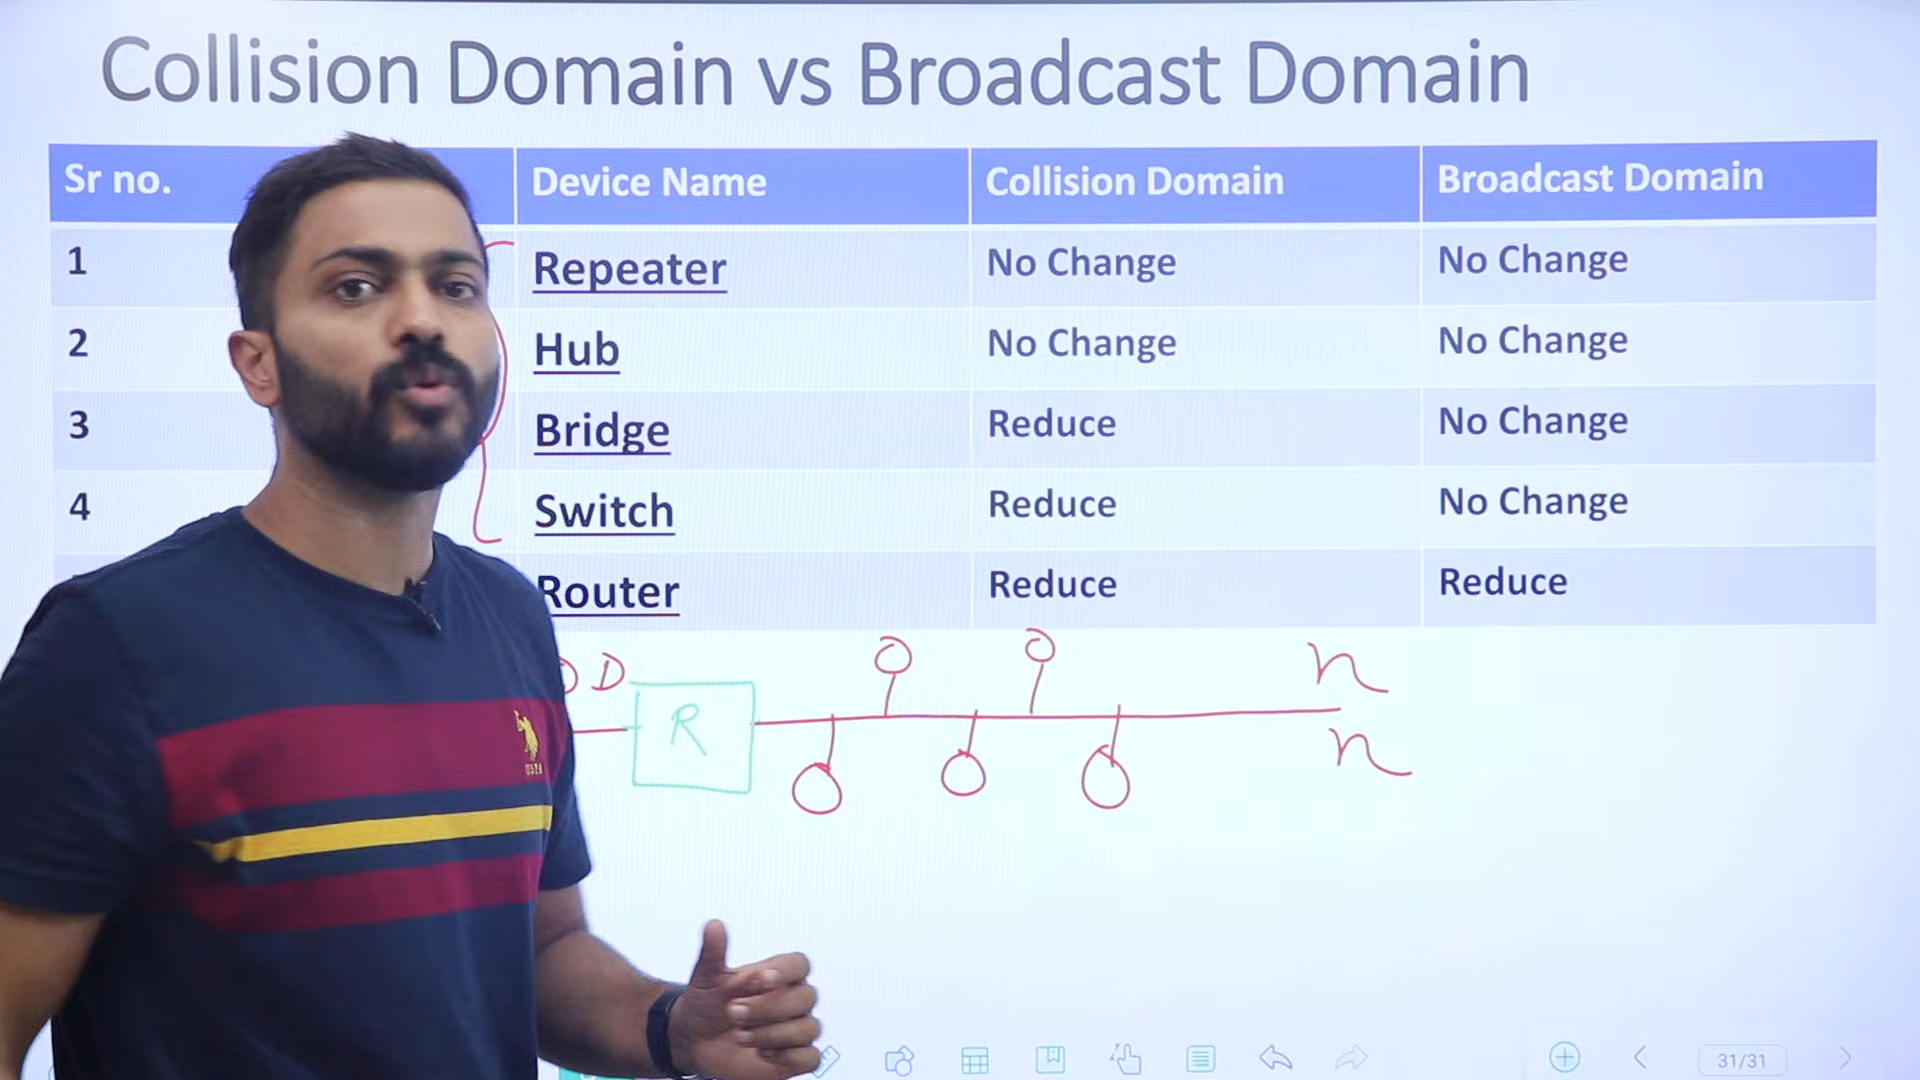 Collision Domain vs Broadcast Domain
Sr no. Device Name Collision Domain Broadcast Domain
1 Repeater No Change No Change
2 Hub No Change No Change
3 Bridge Reduce No Change
4 Switch Reduce No Change
Router Reduce Reduce
D
R
n
n
USPA
31/31